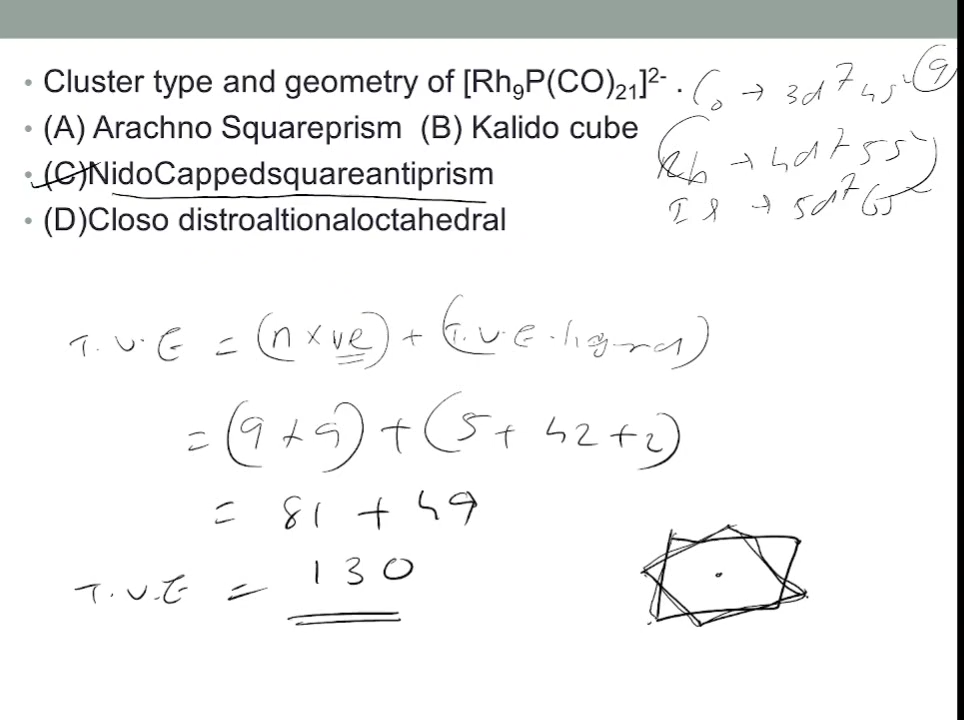 • Cluster type and geometry of [Rh₉P(CO)₂₁]²⁻ . Co → 3d⁷ 4s² (9)
• (A) Arachno Squareprism (B) Kalido cube
Rh → 4d⁷ 5s²
• (C)NidoCappedsquareantiprism
Ir → 5d⁷ 6s²
• (D)Closo distroaltionaloctahedral
T.V.E = (n × ve) + (T.V.E. ligand)
= (9 × 9) + (5 + 42 + 2)
= 81 + 49
T.V.E = 130